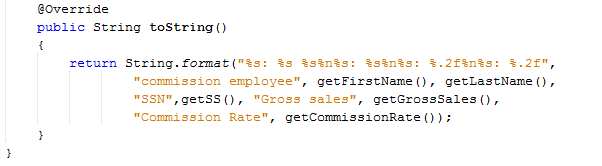 @Override
public String toString()
{
return String.format("%s: %s %s%n%s: %s%n%s: %.2f%n%s: %.2f",
"commission employee", getFirstName(), getLastName(),
"SSN",getSS(), "Gross sales", getGrossSales(),
"Commission Rate", getCommissionRate());
}
}